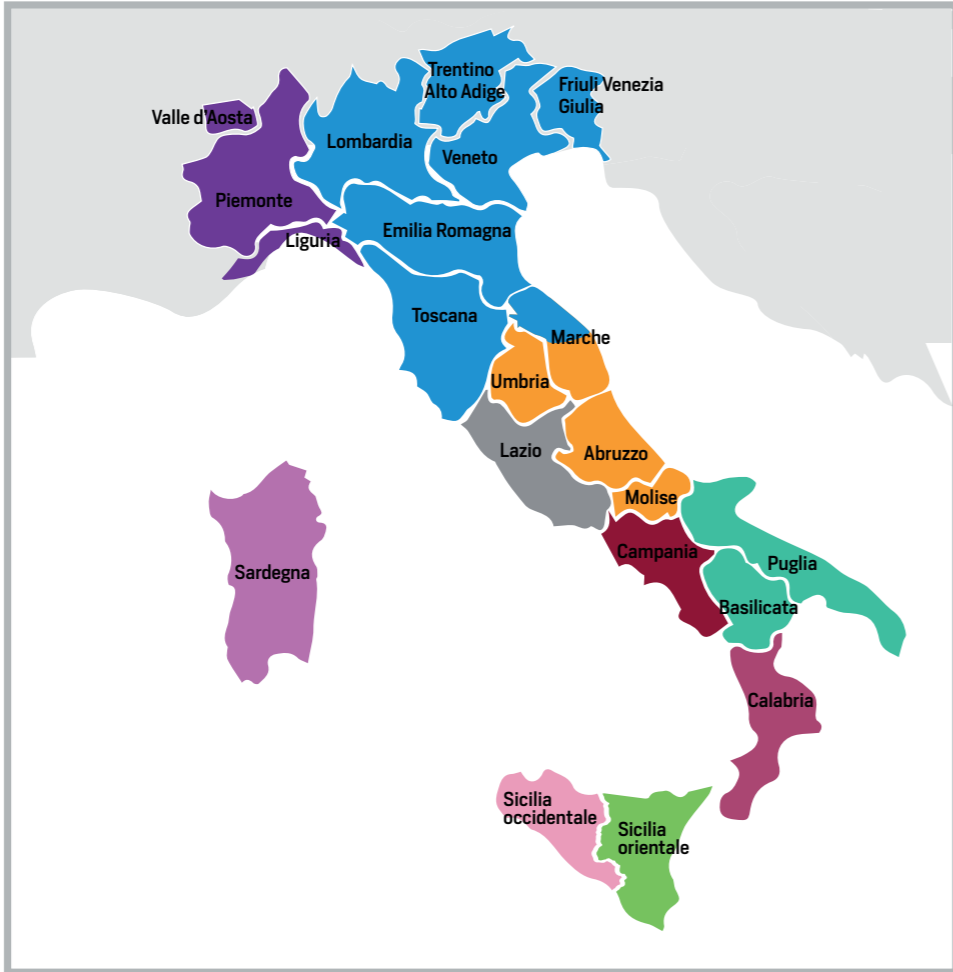 Trentino
Alto Adige
Friuli Venezia
Giulia
Valle d'Aosta
Lombardia
Veneto
Piemonte
Emilia Romagna
Liguria
Toscana
Marche
Umbria
Lazio
Abruzzo
Molise
Campania
Puglia
Sardegna
Basilicata
Calabria
Sicilia
occidentale
Sicilia
orientale